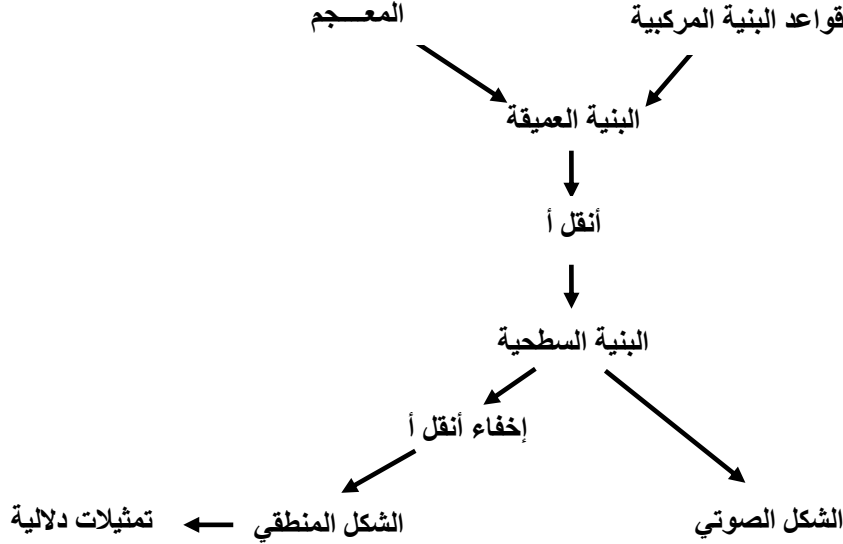 قواعد البنية المركبية
المعـــجم
البنية العميقة
أنقل أ
البنية السطحية
إخفاء أنقل أ
الشكل الصوتي
الشكل المنطقي
تمثيلات دلالية